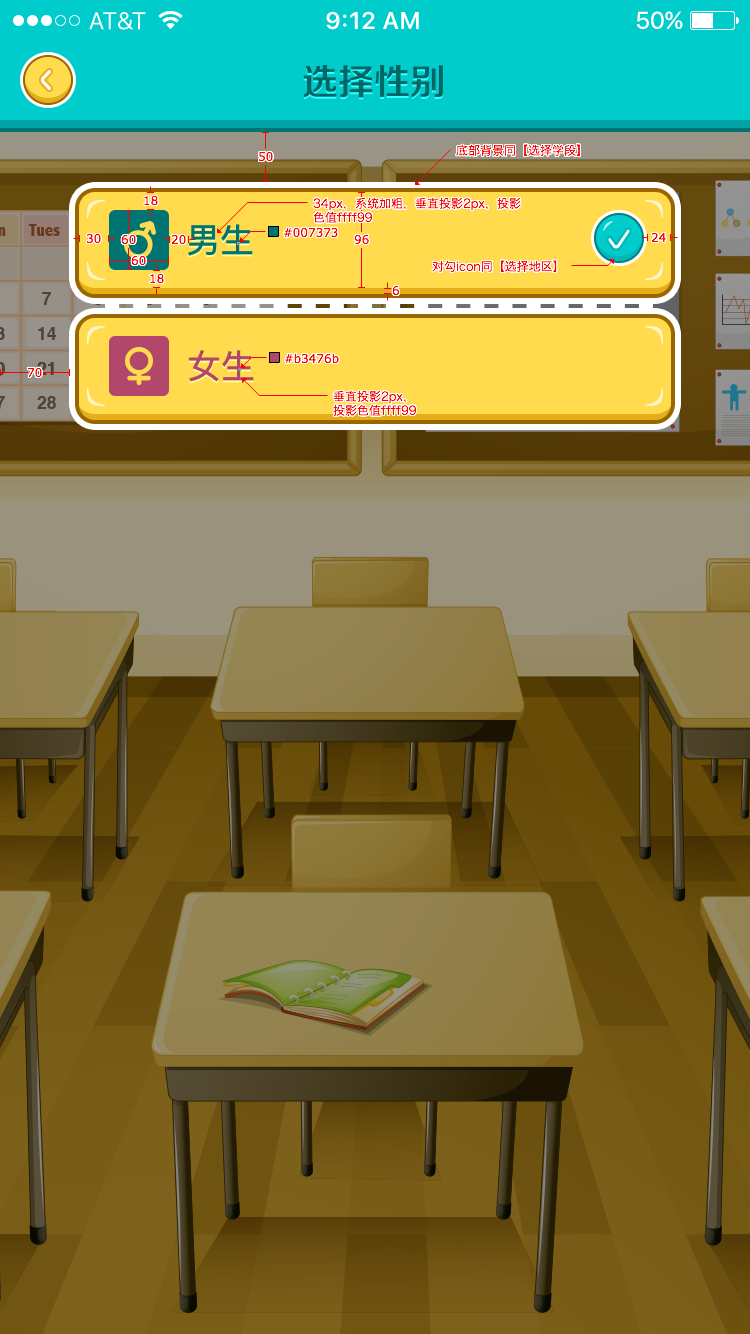 AT&T
9:12 AM
50%
选择性别
50
底部背景同【选择学段】
18
34px、系统加粗、垂直投影2px、投影
色值ffff99
30
60
20
男生
#007373
96
24
60
对勾icon同【选择地区】
18
6
Tues
7
14
21
28
70
女生
#b3476b
垂直投影2px,
投影色值ffff99